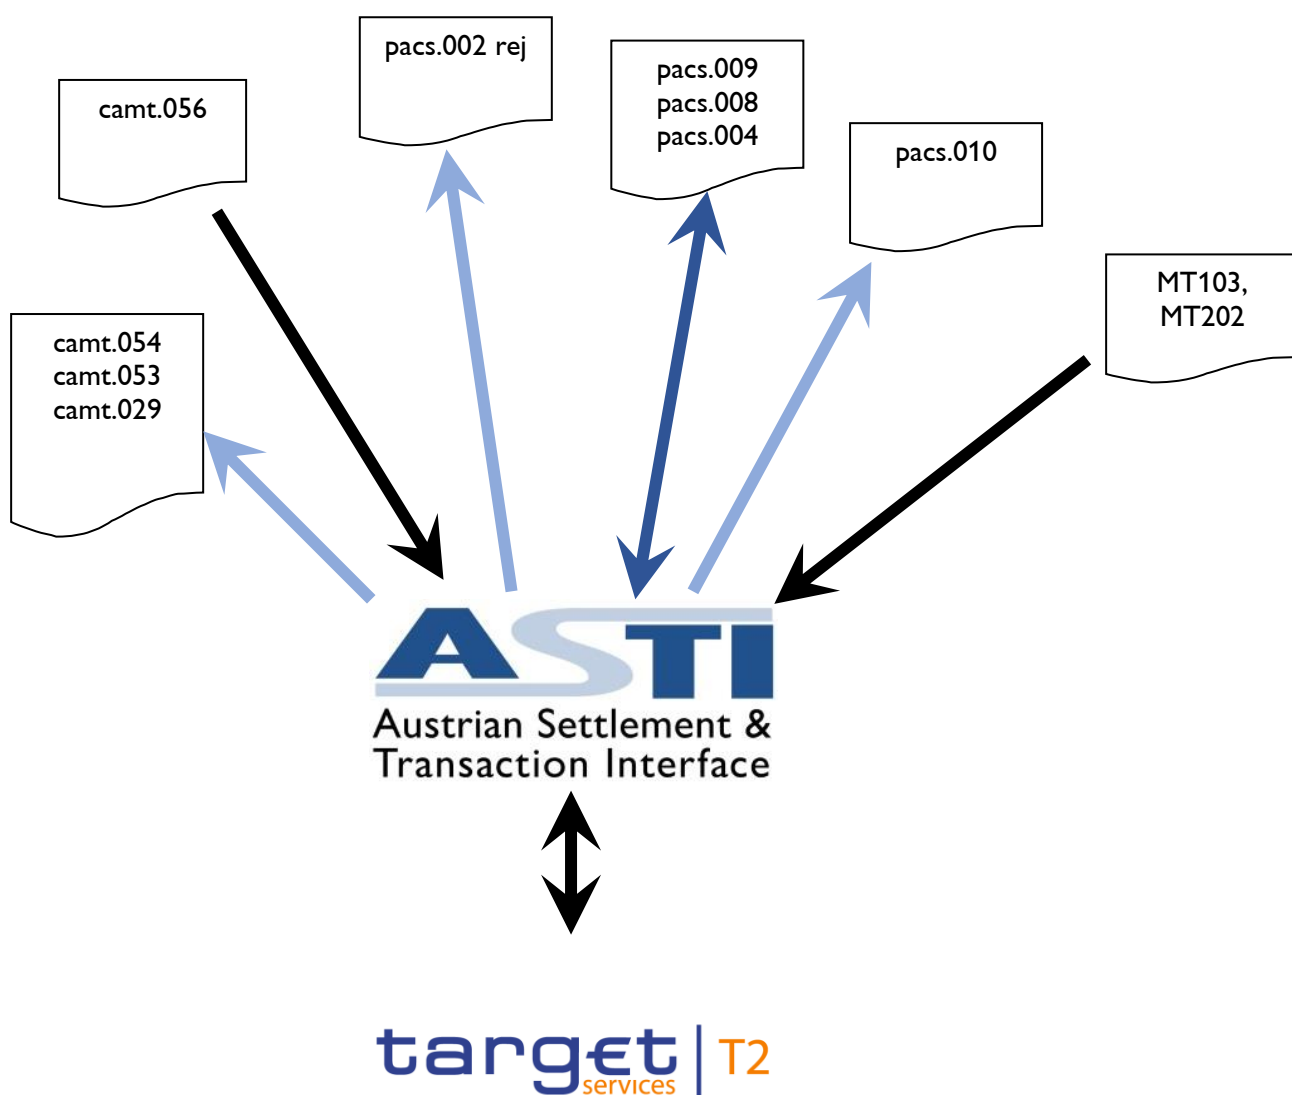 pacs.002 rej
pacs.009
pacs.008
pacs.004
camt.056
pacs.010
MT103,
MT202
camt.054
camt.053
camt.029
ASTI
Austrian Settlement &
Transaction Interface
target | T2
services